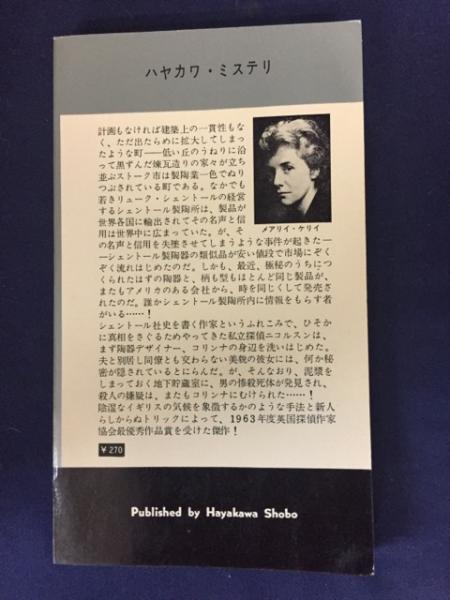 ハヤカワ・ミステリ
計画もなければ建築上の一貫性もな
く、ただ出たらめに拡大してしまっ
たような町――低い丘のうねりに沿
って黒ずんだ煉瓦造りの家々が立ち
並ぶストーク市は製陶業一色でぬり
つぶされている町である。なかでも
若きリューク・シェントールの経営
するシェントール製陶所は、製品が
世界各国に輸出されてその名声と信
用は世界中に広まっていた。が、そ
の名声と信用を失墜させてしまうような事件が起きた―
―シェントール製陶器の類似品が安い値段で市場にぞく
ぞく流れはじめたのだ。しかも、最近、極秘のうちにつ
くられたはずの陶器と、柄も型もほとんど同じ製品が、
またもアメリカのある会社から、時を同じくして発売さ
れたのだ。誰かシェントール製陶所内に情報をもらす者
がいる……！
シェントール社史を書く作家というふれこみで、ひそか
に真相をさぐるためやってきた私立探偵ニコルスンは、
まず陶器デザイナー、コリンナの身辺を洗いはじめた。
夫と別居し同僚とも交わらない美貌の彼女には、何か秘
密が隠されているとにらんだ。が、そんなおり、泥漿を
しまっておく地下貯蔵室に、男の惨殺死体が発見され、
殺人の嫌疑は、またもコリンナにむけられた……！
陰湿なイギリスの気候を象徴するかのような手法と新人
らしからぬトリックによって、1963年度英国探偵作家
協会最優秀作品賞を受けた傑作！
メアリイ・ケリイ
￥270
Published by Hayakawa Shobo